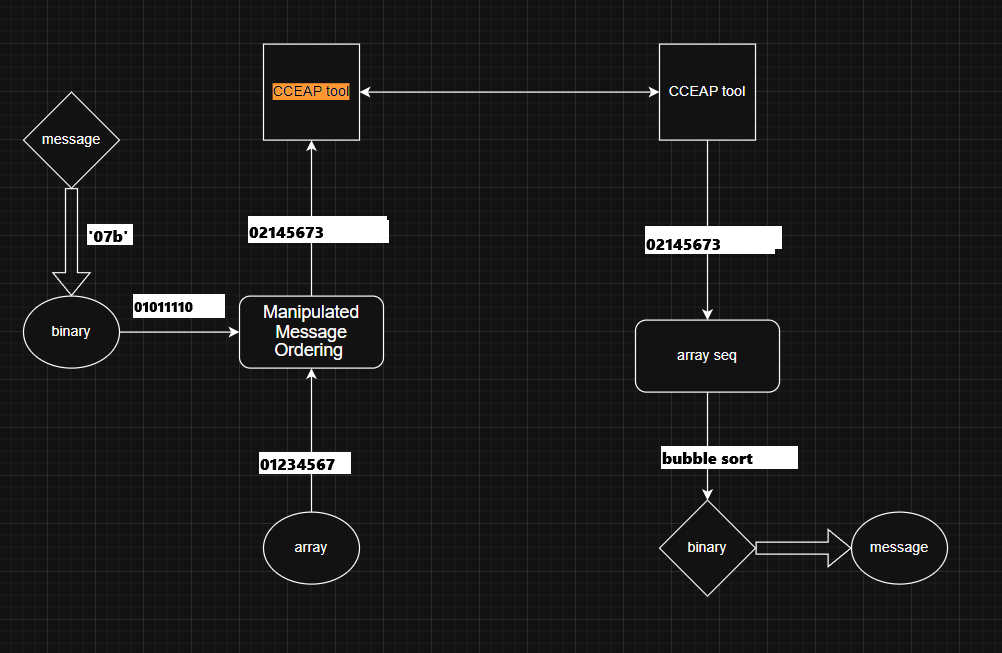 CCEAP tool
CCEAP tool
message
'07b'
02145673
02145673
01011110
binary
Manipulated
Message
Ordering
array seq
01234567
bubble sort
array
binary
message